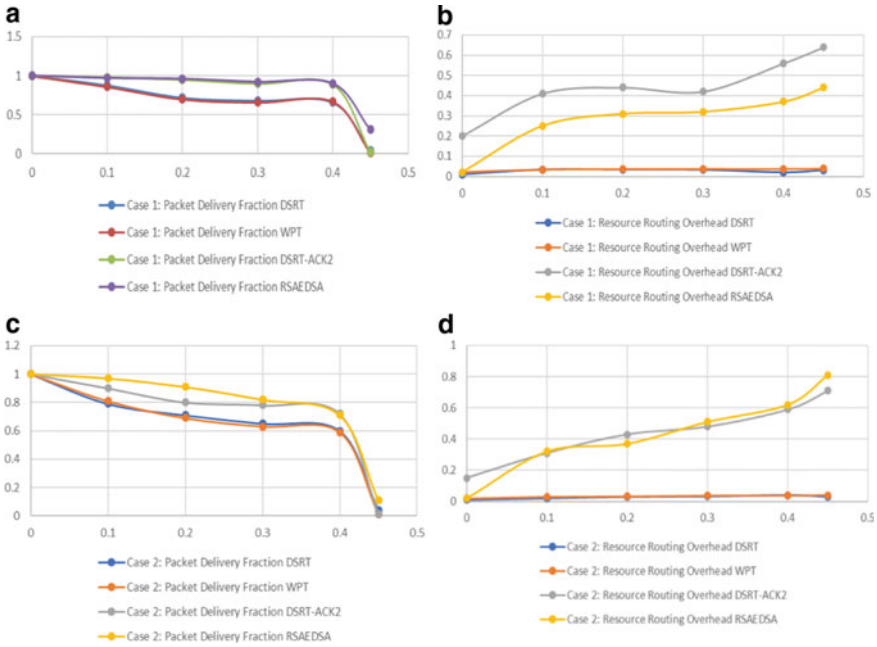 a
1.5
1
0.5
0
0 0.1 0.2 0.3 0.4 0.5
Case 1: Packet Delivery Fraction DSRT
Case 1: Packet Delivery Fraction WPT
Case 1: Packet Delivery Fraction DSRT-ACK2
Case 1: Packet Delivery Fraction RSAEDSA
b
0.7
0.6
0.5
0.4
0.3
0.2
0.1
0
0 0.1 0.2 0.3 0.4 0.5
Case 1: Resource Routing Overhead DSRT
Case 1: Resource Routing Overhead WPT
Case 1: Resource Routing Overhead DSRT-ACK2
Case 1: Resource Routing Overhead RSAEDSA
c
1.2
1
0.8
0.6
0.4
0.2
0
0 0.1 0.2 0.3 0.4 0.5
Case 2: Packet Delivery Fraction DSRT
Case 2: Packet Delivery Fraction WPT
Case 2: Packet Delivery Fraction DSRT-ACK2
Case 2: Packet Delivery Fraction RSAEDSA
d
1
0.8
0.6
0.4
0.2
0
0 0.1 0.2 0.3 0.4 0.5
Case 2: Resource Routing Overhead DSRT
Case 2: Resource Routing Overhead WPT
Case 2: Resource Routing Overhead DSRT-ACK2
Case 2: Resource Routing Overhead RSAEDSA